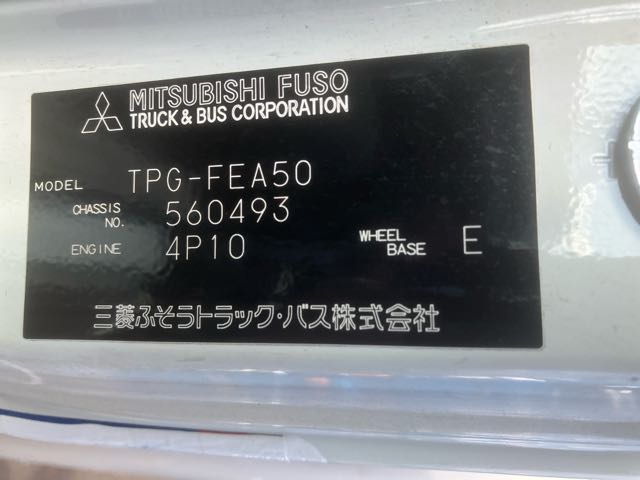 MITSUBISHI FUSO
TRUCK & BUS CORPORATION
MODEL TPG-FEA50
CHASSIS NO. 560493
ENGINE 4P10 WHEEL BASE E
三菱ふそうトラック・バス株式会社